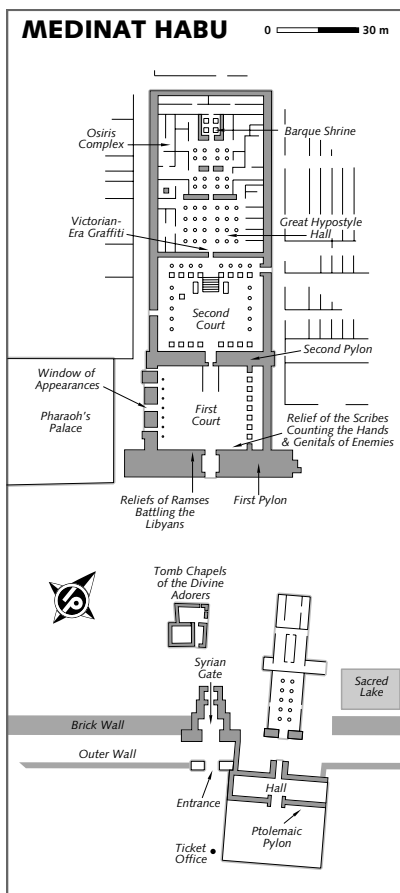 MEDINAT HABU
0 30 m
Osiris
Complex
Barque Shrine
Victorian-
Era Graffiti
Great Hypostyle
Hall
Second
Court
Second Pylon
Window of
Appearances
Pharaoh's
Palace
First
Court
Relief of the Scribes
Counting the Hands
& Genitals of Enemies
Reliefs of Ramses
Battling the
Libyans
First Pylon
Tomb Chapels
of the Divine
Adorers
Syrian
Gate
Sacred
Lake
Brick Wall
Outer Wall
Hall
Entrance
Ptolemaic
Pylon
Ticket
Office